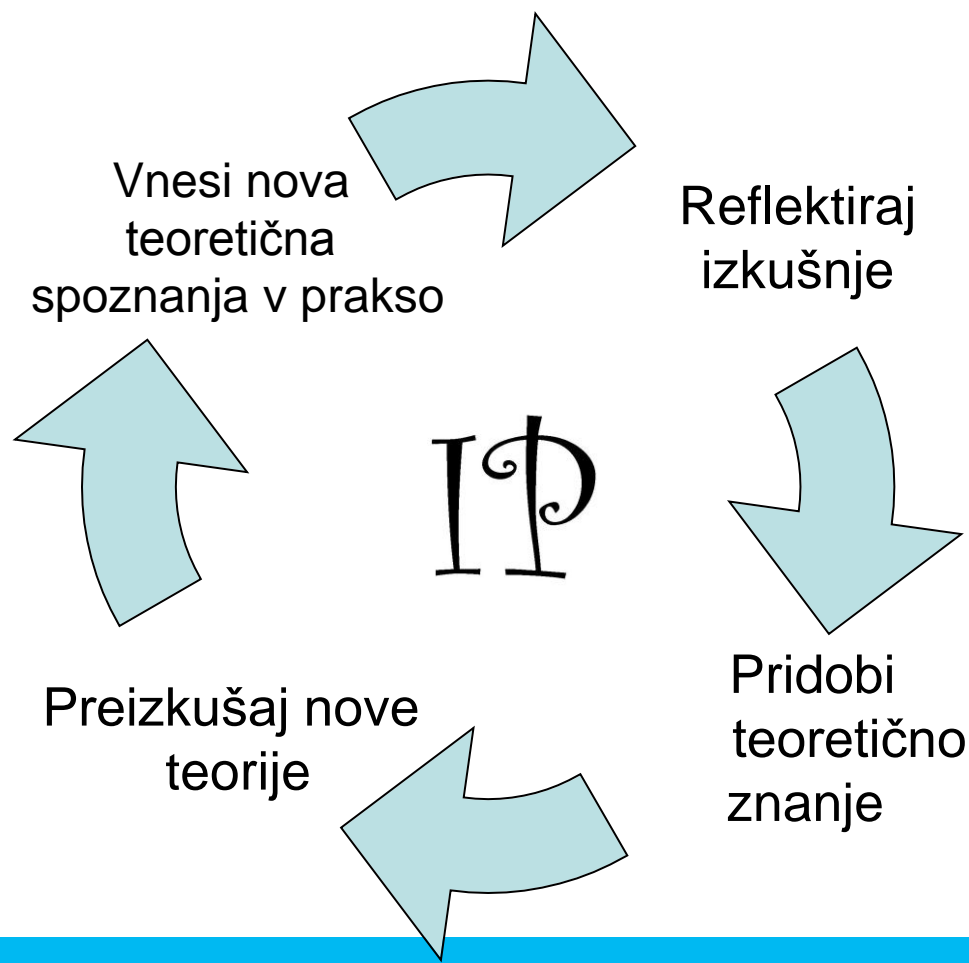 Vnesi nova
teoretična
spoznanja v prakso
Reflektiraj
izkušnje
IP
Preizkušaj nove
teorije
Pridobi
teoretično
znanje